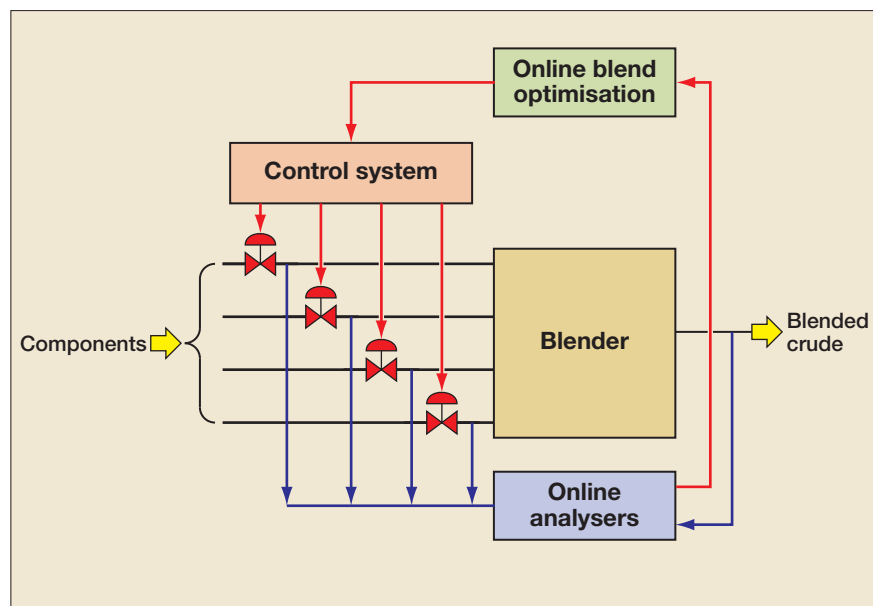 Online blend
optimisation
Control system
Components
Blender
Blended
crude
Online
analysers